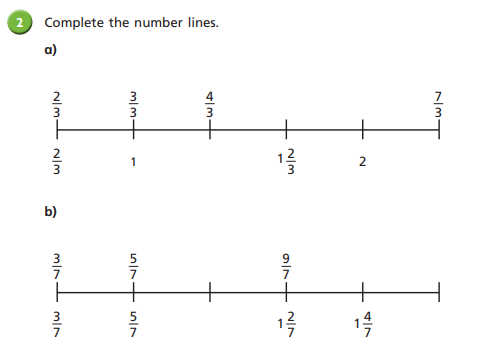 2 Complete the number lines.
a)
2/3 3/3 4/3 7/3
2/3 1 1 2/3 2
b)
3/7 5/7 9/7
3/7 5/7 1 2/7 1 4/7